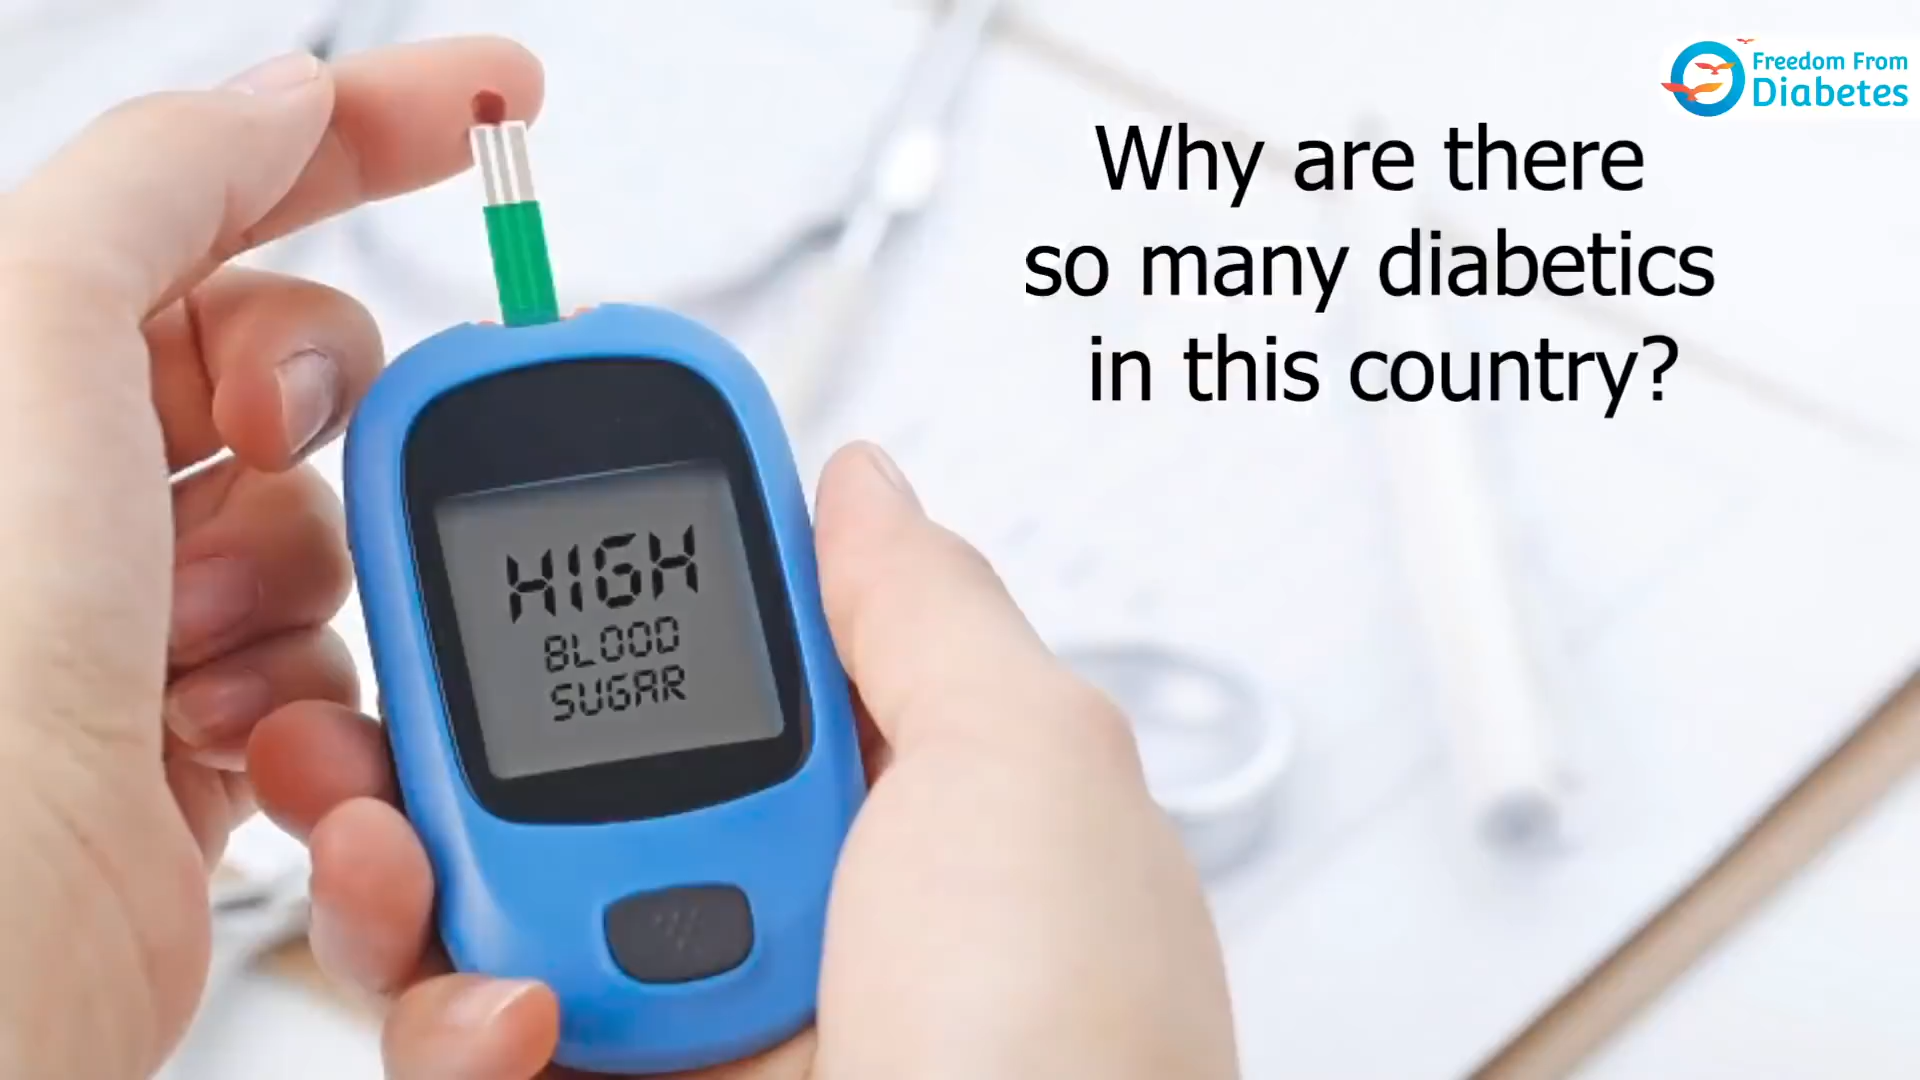 Freedom From
Diabetes
Why are there
so many diabetics
in this country?
HIGH
BLOOD
SUGAR